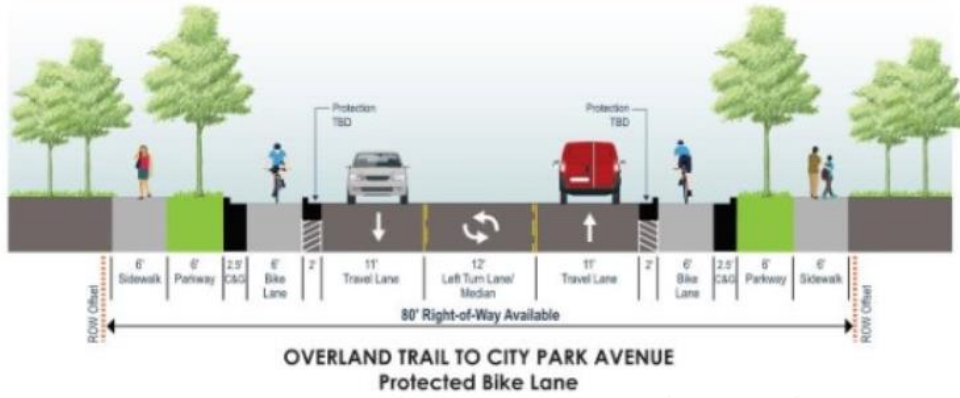 Protection
TBD
Protection
TBD
6'
Sidewalk
6'
Parkway
2.5'
C&G
6'
Bike
Lane
2'
11'
Travel Lane
12'
Left Turn Lane/
Median
11'
Travel Lane
2'
6'
Bike
Lane
2.5'
C&G
6'
Parkway
6'
Sidewalk
ROW Offset
80' Right-of-Way Available
ROW Offset
OVERLAND TRAIL TO CITY PARK AVENUE
Protected Bike Lane